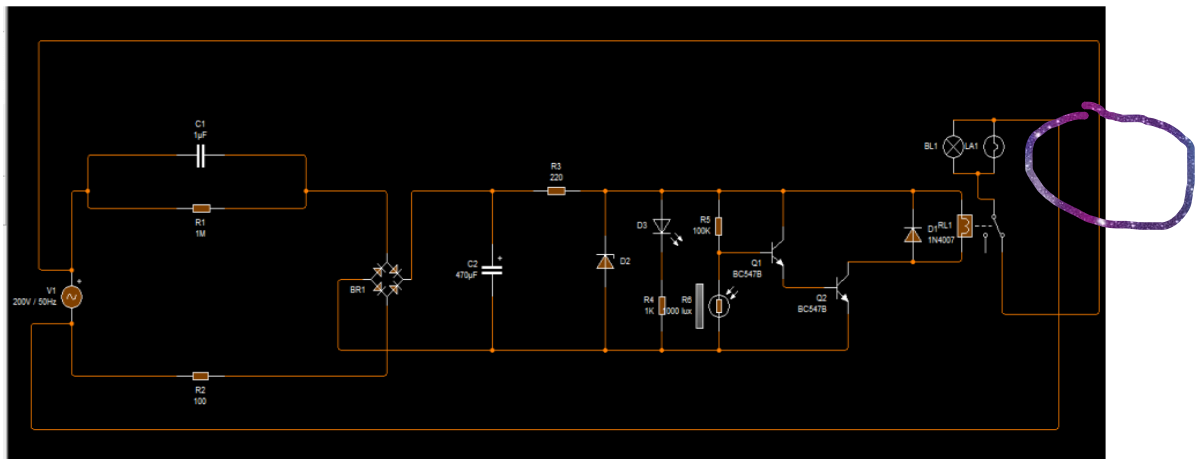 C1
1µF
R1
1M
V1
200V / 50Hz
R2
100
BR1
C2
470µF
R3
220
D2
D3
R4
1K
R5
100K
R6
1000 lux
Q1
BC547B
Q2
BC547B
D1
1N4007
RL1
BL1
LA1